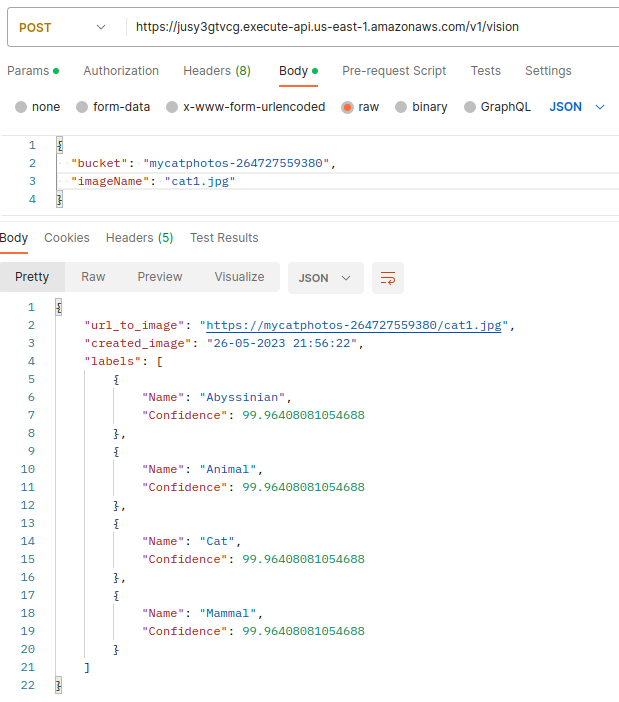 POST https://jusy3gtvcg.execute-api.us-east-1.amazonaws.com/v1/vision
Params Authorization Headers (8) Body Pre-request Script Tests Settings
none form-data x-www-form-urlencoded raw binary GraphQL JSON
1 {
2 "bucket": "mycatphotos-264727559380",
3 "imageName": "cat1.jpg"
4 }
Body Cookies Headers (5) Test Results
Pretty Raw Preview Visualize JSON
1 {
2 "url_to_image": "https://mycatphotos-264727559380/cat1.jpg",
3 "created_image": "26-05-2023 21:56:22",
4 "labels": [
5 {
6 "Name": "Abyssinian",
7 "Confidence": 99.96408081054688
8 },
9 {
10 "Name": "Animal",
11 "Confidence": 99.96408081054688
12 },
13 {
14 "Name": "Cat",
15 "Confidence": 99.96408081054688
16 },
17 {
18 "Name": "Mammal",
19 "Confidence": 99.96408081054688
20 }
21 ]
22 }